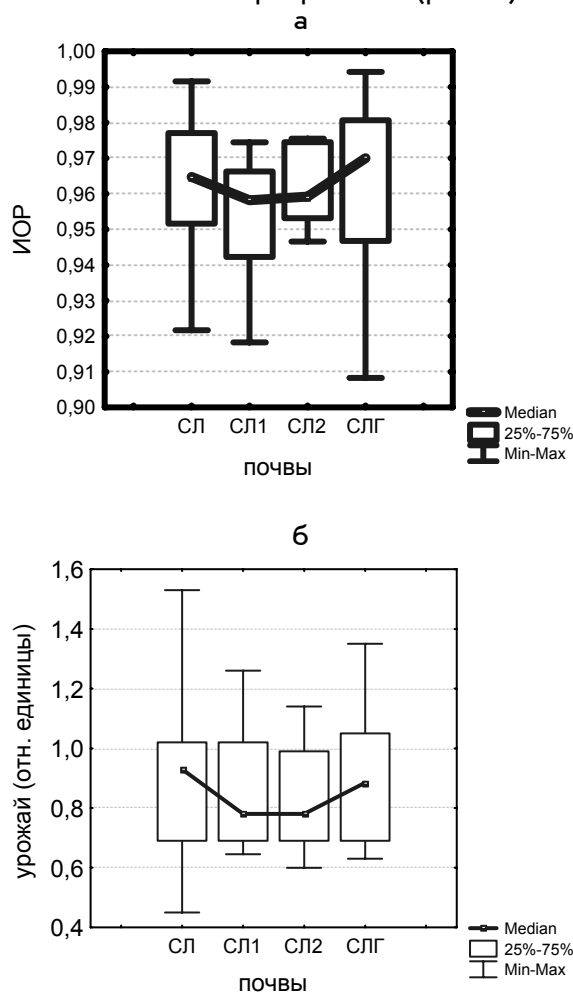 а
1,00
0,99
0,98
0,97
0,96
0,95
0,94
0,93
0,92
0,91
0,90
ИОР
СЛ СЛ1 СЛ2 СЛГ
почвы
Median
25%-75%
Min-Max
б
1,6
1,4
1,2
1,0
0,8
0,6
0,4
урожай (отн. единицы)
СЛ СЛ1 СЛ2 СЛГ
почвы
Median
25%-75%
Min-Max